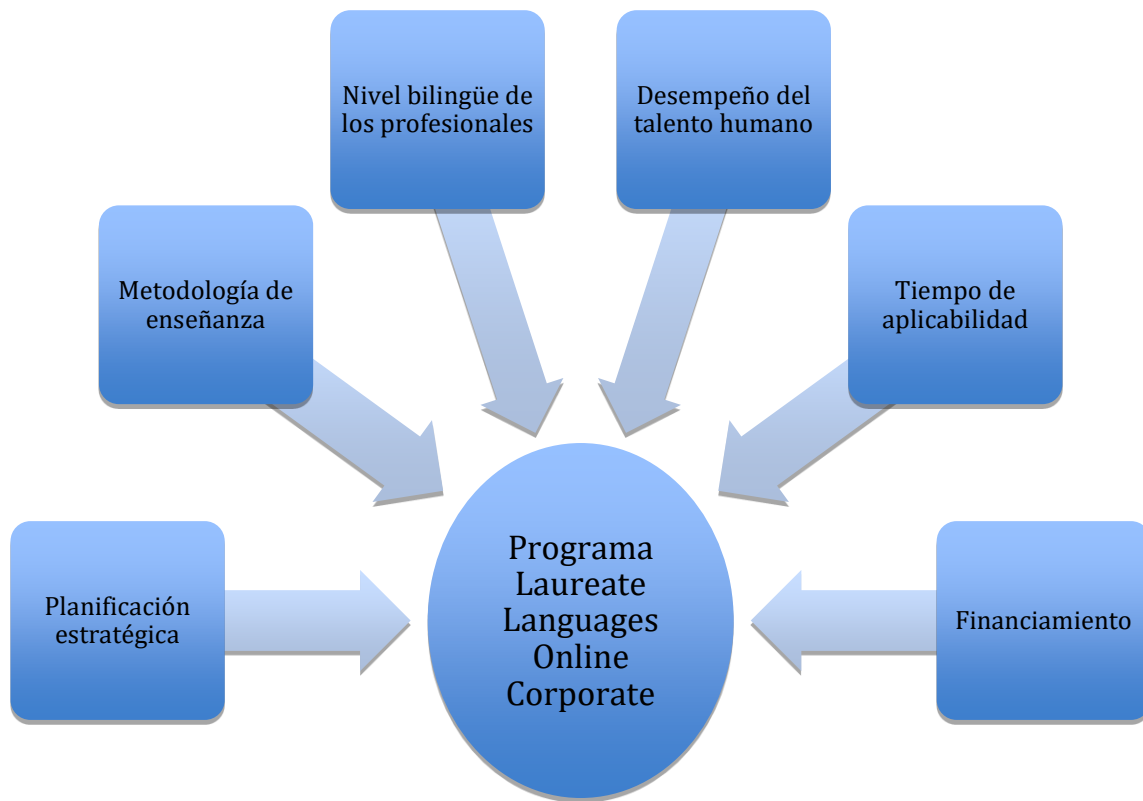 Nivel bilingüe de
los profesionales
Desempeño del
talento humano
Metodología de
enseñanza
Tiempo de
aplicabilidad
Planificación
estratégica
Programa
Laureate
Languages
Online
Corporate
Financiamiento